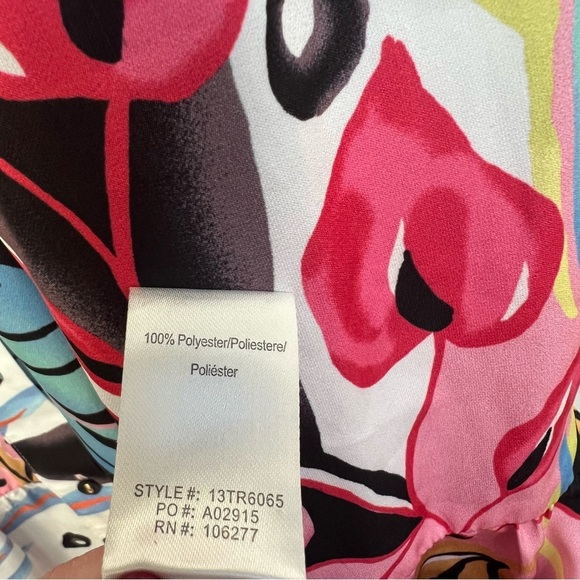 100% Polyester/Poliestere/
Poliéster
STYLE #: 13TR6065
PO #: A02915
RN #: 106277